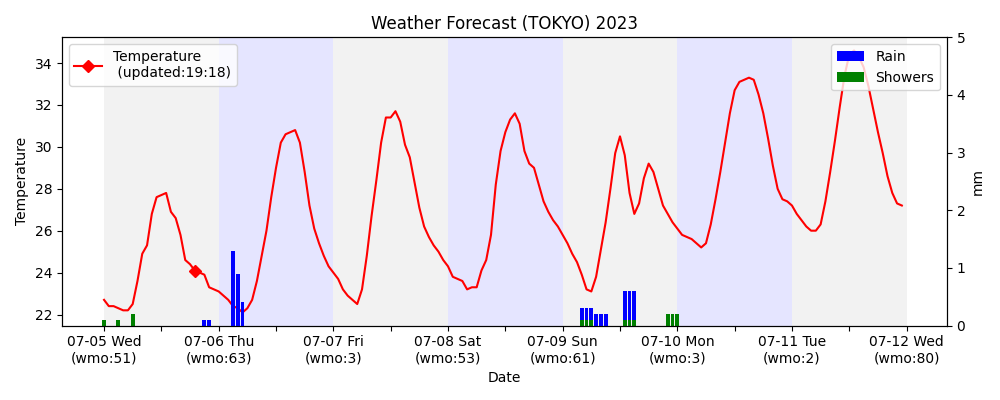 Weather Forecast (TOKYO) 2023
Temperature
(updated:19:18)
Rain
Showers
34
32
30
28
26
24
22
Temperature
5
4
3
2
1
0
mm
07-05 Wed
(wmo:51)
07-06 Thu
(wmo:63)
07-07 Fri
(wmo:3)
07-08 Sat
(wmo:53)
07-09 Sun
(wmo:61)
07-10 Mon
(wmo:3)
07-11 Tue
(wmo:2)
07-12 Wed
(wmo:80)
Date